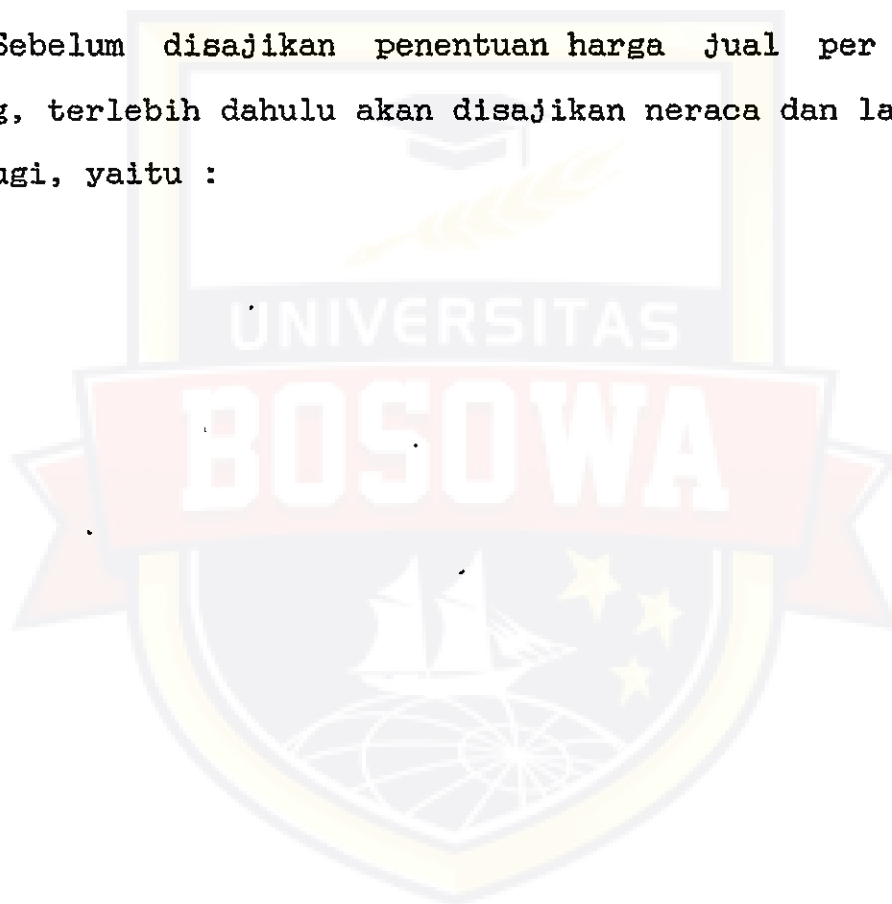 Sebelum disajikan penentuan harga jual per
g, terlebih dahulu akan disajikan neraca dan la
ugi, yaitu :
UNIVERSITAS
BOSOWA